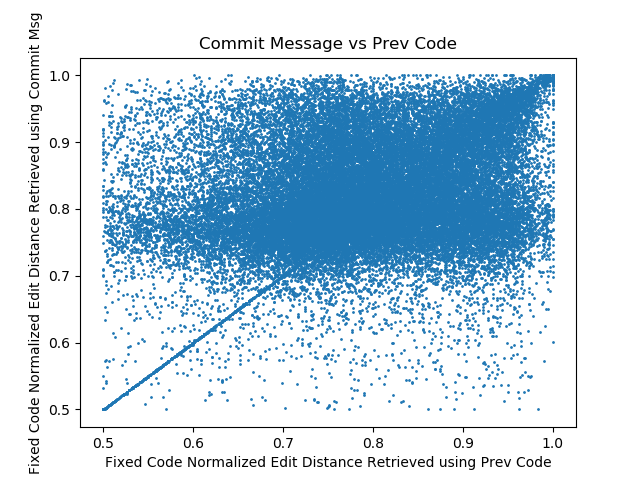 Commit Message vs Prev Code
Fixed Code Normalized Edit Distance Retrieved using Commit Msg
1.0
0.9
0.8
0.7
0.6
0.5
0.5 0.6 0.7 0.8 0.9 1.0
Fixed Code Normalized Edit Distance Retrieved using Prev Code